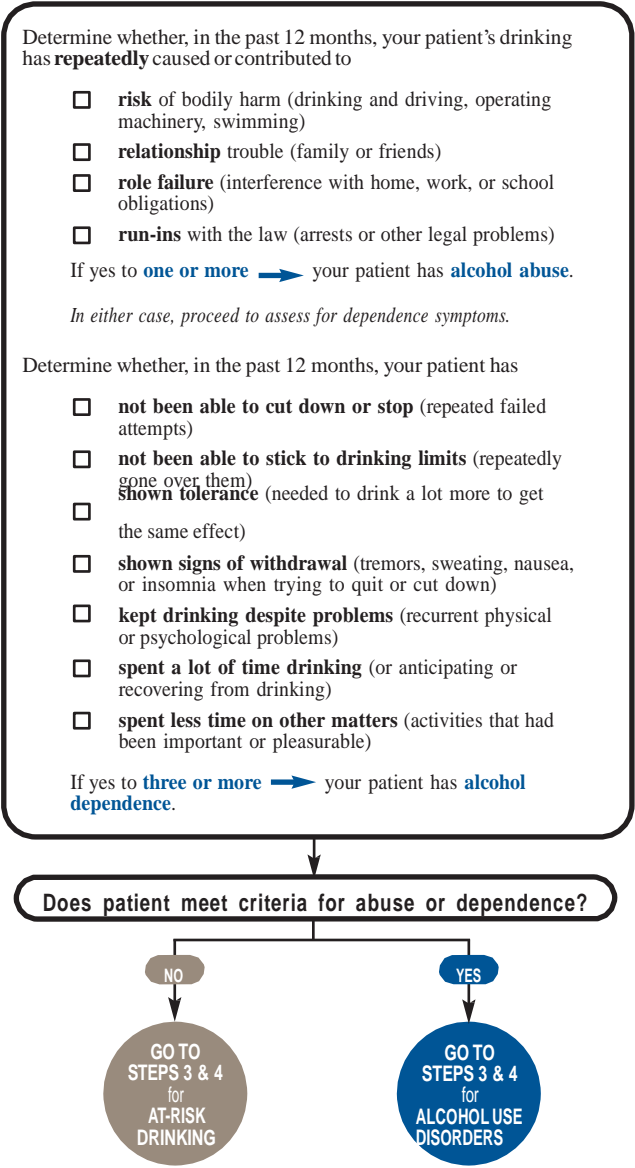 Determine whether, in the past 12 months, your patient's drinking
has repeatedly caused or contributed to
risk of bodily harm (drinking and driving, operating
machinery, swimming)
relationship trouble (family or friends)
role failure (interference with home, work, or school
obligations)
run-ins with the law (arrests or other legal problems)
If yes to one or more your patient has alcohol abuse.
In either case, proceed to assess for dependence symptoms.
Determine whether, in the past 12 months, your patient has
not been able to cut down or stop (repeated failed
attempts)
not been able to stick to drinking limits (repeatedly
gone over them)
shown tolerance (needed to drink a lot more to get
the same effect)
shown signs of withdrawal (tremors, sweating, nausea,
or insomnia when trying to quit or cut down)
kept drinking despite problems (recurrent physical
or psychological problems)
spent a lot of time drinking (or anticipating or
recovering from drinking)
spent less time on other matters (activities that had
been important or pleasurable)
If yes to three or more your patient has alcohol
dependence.
Does patient meet criteria for abuse or dependence?
NO
YES
GO TO
STEPS 3 & 4
for
AT-RISK
DRINKING
GO TO
STEPS 3 & 4
for
ALCOHOL USE
DISORDERS